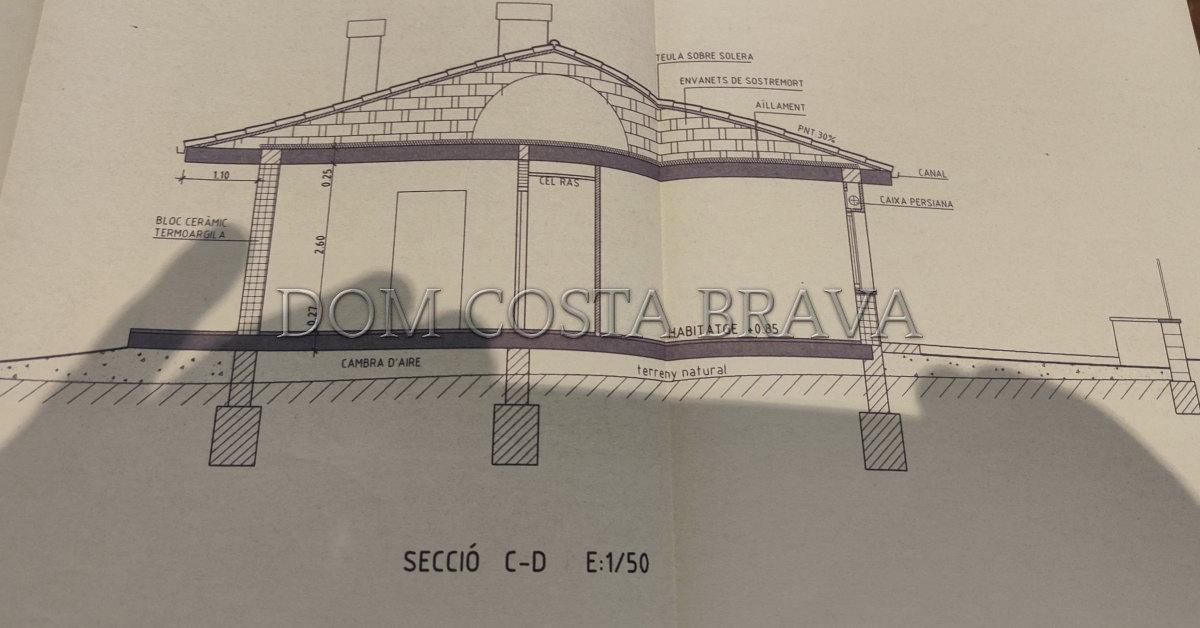 TEULA SOBRE SOLERA
ENVANETS DE SOSTREMORT
AÏLLAMENT
PNT. 30%
CANAL
CAIXA PERSIANA
1,10
0,25
CEL RAS
BLOC CERÀMIC
TERMOARGILA
2,60
0,27
DOM COSTA BRAVA
HABITATGE +0,85
CAMBRA D'AIRE
terreny natural
SECCIÓ C-D E:1/50